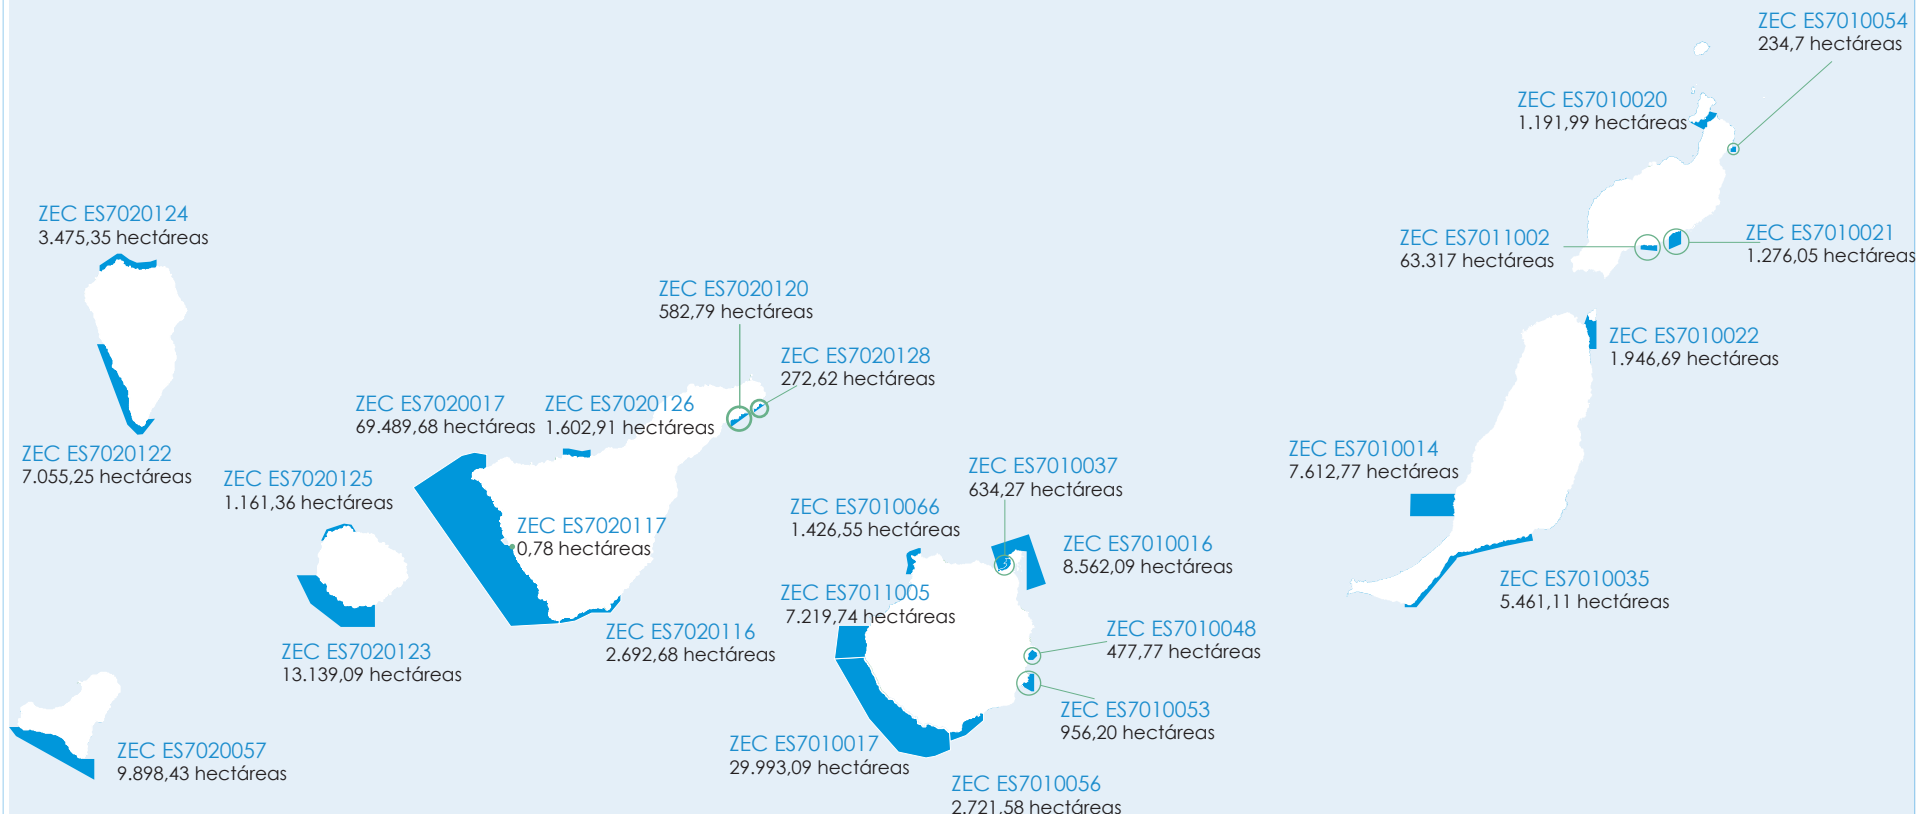 ZEC ES7010054
234,7 hectáreas
ZEC ES7010020
1.191,99 hectáreas
ZEC ES7020124
3.475,35 hectáreas
ZEC ES7011002
63.317 hectáreas
ZEC ES7010021
1.276,05 hectáreas
ZEC ES7020120
582,79 hectáreas
ZEC ES7010022
1.946,69 hectáreas
ZEC ES7020128
272,62 hectáreas
ZEC ES7020017
69.489,68 hectáreas
ZEC ES7020126
1.602,91 hectáreas
ZEC ES7020122
7.055,25 hectáreas
ZEC ES7010014
7.612,77 hectáreas
ZEC ES7020125
1.161,36 hectáreas
ZEC ES7010037
634,27 hectáreas
ZEC ES7010066
1.426,55 hectáreas
ZEC ES7020117
0,78 hectáreas
ZEC ES7010016
8.562,09 hectáreas
ZEC ES7010035
5.461,11 hectáreas
ZEC ES7011005
7.219,74 hectáreas
ZEC ES7020116
2.692,68 hectáreas
ZEC ES7010048
477,77 hectáreas
ZEC ES7020123
13.139,09 hectáreas
ZEC ES7010053
956,20 hectáreas
ZEC ES7020057
9.898,43 hectáreas
ZEC ES7010017
29.993,09 hectáreas
ZEC ES7010056
2.721,58 hectáreas